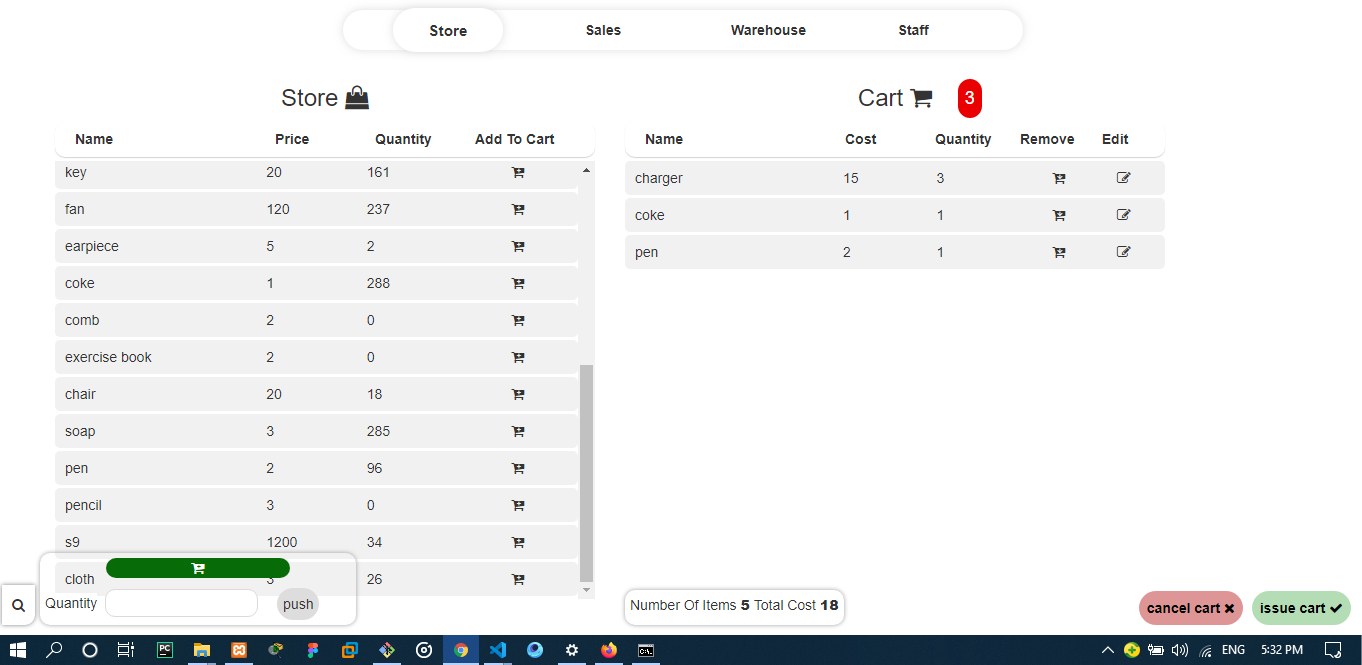 Store Sales Warehouse Staff
Store
Name Price Quantity Add To Cart
key 20 161
fan 120 237
earpiece 5 2
coke 1 288
comb 2 0
exercise book 2 0
chair 20 18
soap 3 285
pen 2 96
pencil 3 0
s9 1200 34
cloth 3 26
Quantity push
Cart 3
Name Cost Quantity Remove Edit
charger 15 3
coke 1 1
pen 2 1
Number Of Items 5 Total Cost 18
cancel cart issue cart
PC ENG 5:32 PM